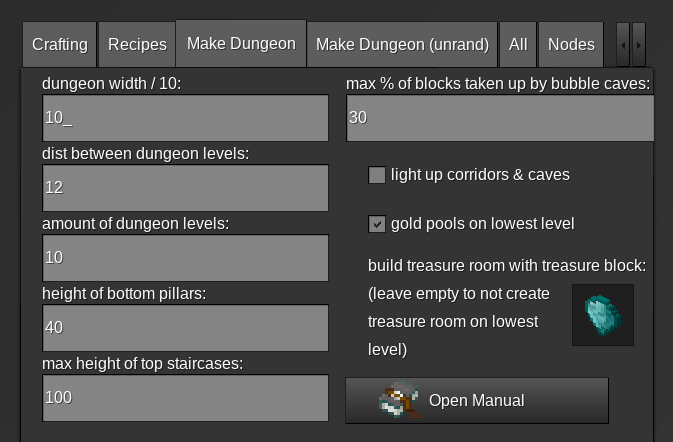 Crafting Recipes Make Dungeon Make Dungeon (unrand) All Nodes
dungeon width / 10:
10_
dist between dungeon levels:
12
amount of dungeon levels:
10
height of bottom pillars:
40
max height of top staircases:
100
max % of blocks taken up by bubble caves:
30
light up corridors & caves
gold pools on lowest level
build treasure room with treasure block:
(leave empty to not create
treasure room on lowest
level)
Open Manual